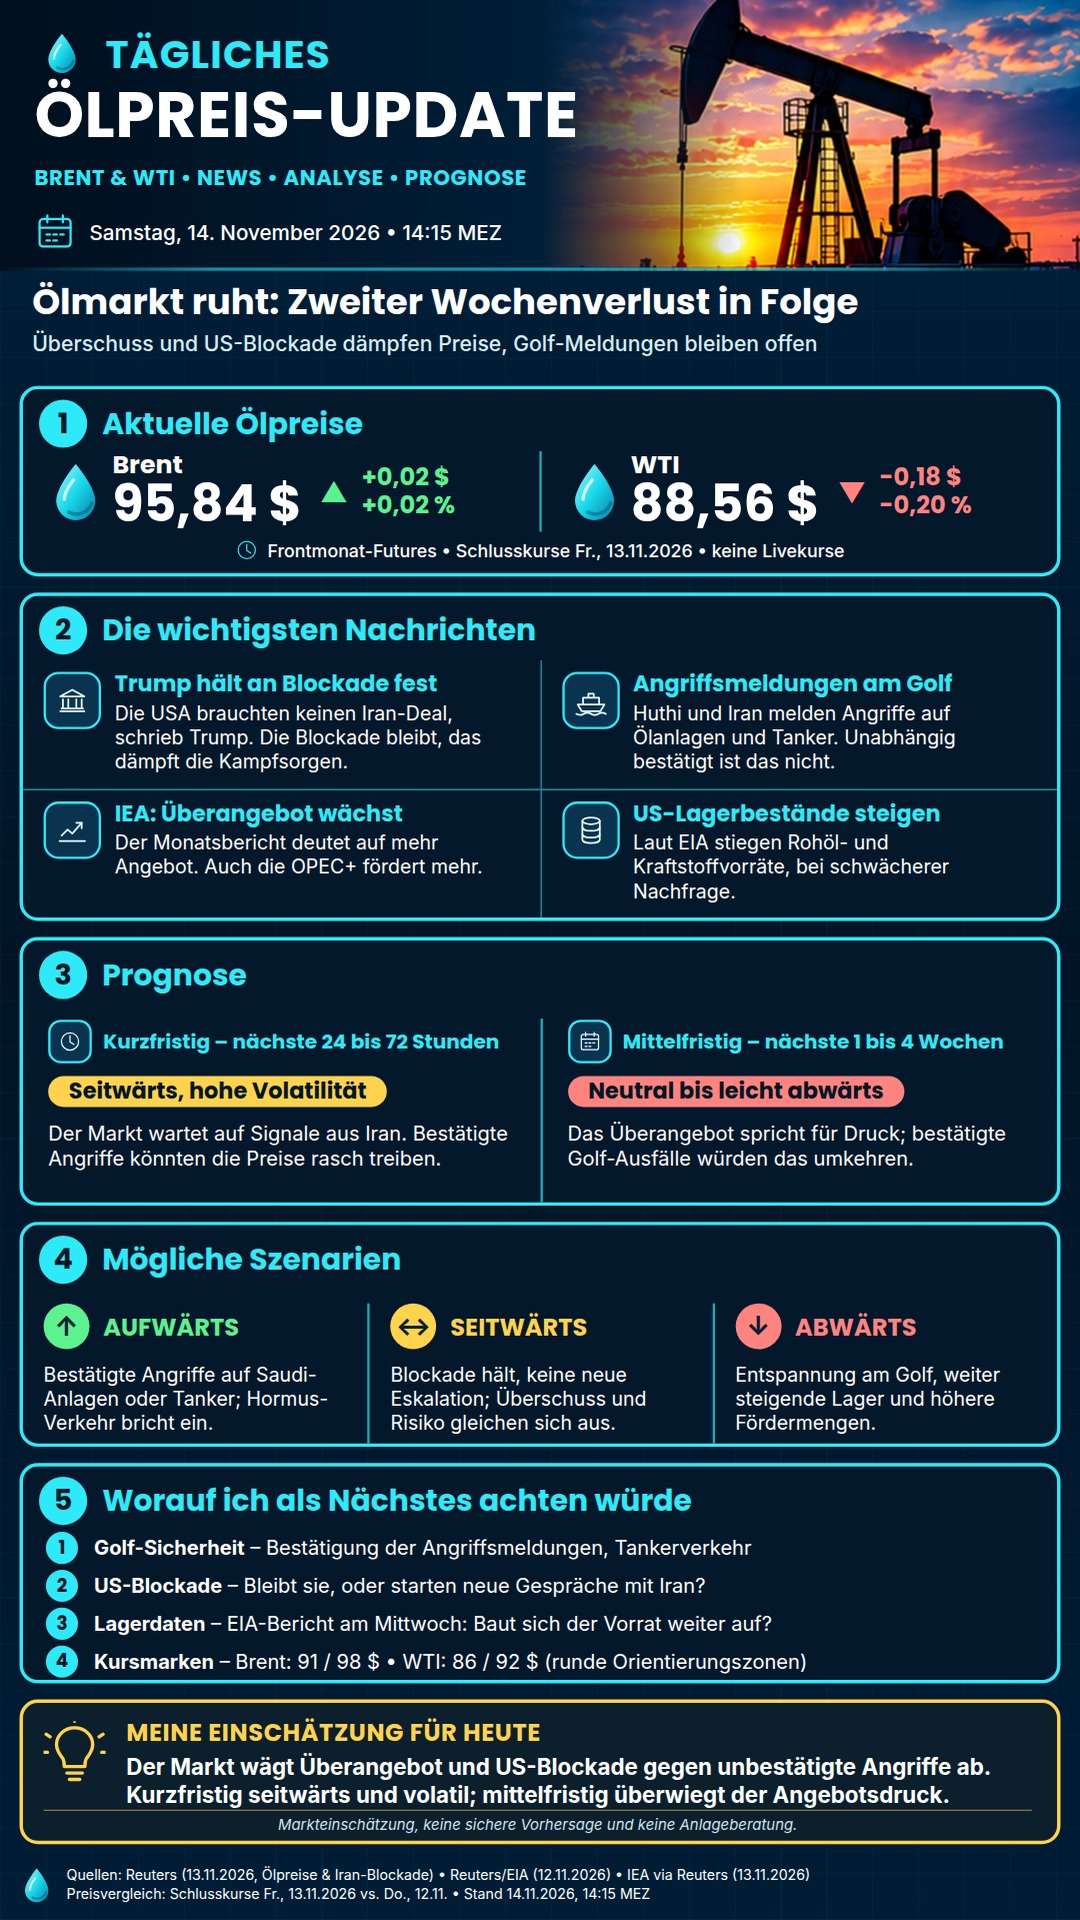 TÄGLICHES
ÖLPREIS-UPDATE
BRENT & WTI • NEWS • ANALYSE • PROGNOSE
Samstag, 14. November 2026 • 14:15 MEZ
Ölmarkt ruht: Zweiter Wochenverlust in Folge
Überschuss und US-Blockade dämpfen Preise, Golf-Meldungen bleiben offen
1 Aktuelle Ölpreise
Brent
95,84 $
+0,02 $
+0,02 %
WTI
88,56 $
−0,18 $
−0,20 %
Frontmonat-Futures • Schlusskurse Fr., 13.11.2026 • keine Livekurse
2 Die wichtigsten Nachrichten
Trump hält an Blockade fest
Die USA brauchten keinen Iran-Deal,
schrieb Trump. Die Blockade bleibt, das
dämpft die Kampfsorgen.
Angriffsmeldungen am Golf
Huthi und Iran melden Angriffe auf
Ölanlagen und Tanker. Unabhängig
bestätigt ist das nicht.
IEA: Überangebot wächst
Der Monatsbericht deutet auf mehr
Angebot. Auch die OPEC+ fördert mehr.
US-Lagerbestände steigen
Laut EIA stiegen Rohöl- und
Kraftstoffvorräte, bei schwächerer
Nachfrage.
3 Prognose
Kurzfristig – nächste 24 bis 72 Stunden
Seitwärts, hohe Volatilität
Der Markt wartet auf Signale aus Iran. Bestätigte
Angriffe könnten die Preise rasch treiben.
Mittelfristig – nächste 1 bis 4 Wochen
Neutral bis leicht abwärts
Das Überangebot spricht für Druck; bestätigte
Golf-Ausfälle würden das umkehren.
4 Mögliche Szenarien
AUFWÄRTS
Bestätigte Angriffe auf Saudi-
Anlagen oder Tanker; Hormus-
Verkehr bricht ein.
SEITWÄRTS
Blockade hält, keine neue
Eskalation; Überschuss und
Risiko gleichen sich aus.
ABWÄRTS
Entspannung am Golf, weiter
steigende Lager und höhere
Fördermengen.
5 Worauf ich als Nächstes achten würde
1 Golf-Sicherheit – Bestätigung der Angriffsmeldungen, Tankerverkehr
2 US-Blockade – Bleibt sie, oder starten neue Gespräche mit Iran?
3 Lagerdaten – EIA-Bericht am Mittwoch: Baut sich der Vorrat weiter auf?
4 Kursmarken – Brent: 91 / 98 $ • WTI: 86 / 92 $ (runde Orientierungszonen)
MEINE EINSCHÄTZUNG FÜR HEUTE
Der Markt wägt Überangebot und US-Blockade gegen unbestätigte Angriffe ab.
Kurzfristig seitwärts und volatil; mittelfristig überwiegt der Angebotsdruck.
Markteinschätzung, keine sichere Vorhersage und keine Anlageberatung.
Quellen: Reuters (13.11.2026, Ölpreise & Iran-Blockade) • Reuters/EIA (12.11.2026) • IEA via Reuters (13.11.2026)
Preisvergleich: Schlusskurse Fr., 13.11.2026 vs. Do., 12.11. • Stand 14.11.2026, 14:15 MEZ